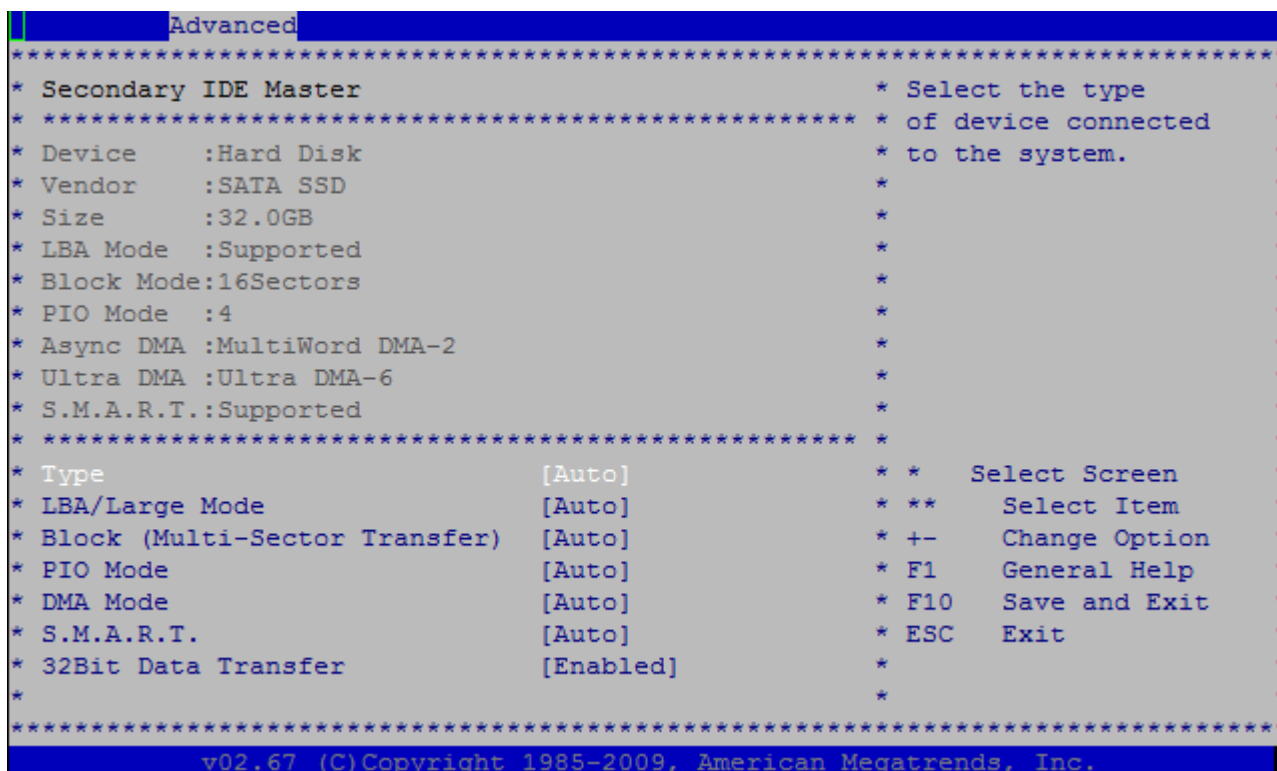 Advanced
********************************************************************************
* Secondary IDE Master * Select the type
* *************************************************** * of device connected
* Device :Hard Disk * to the system.
* Vendor :SATA SSD *
* Size :32.0GB *
* LBA Mode :Supported *
* Block Mode:16Sectors *
* PIO Mode :4 *
* Async DMA :MultiWord DMA-2 *
* Ultra DMA :Ultra DMA-6 *
* S.M.A.R.T.:Supported *
* *************************************************** *
* Type [Auto] * * Select Screen
* LBA/Large Mode [Auto] * ** Select Item
* Block (Multi-Sector Transfer) [Auto] * +- Change Option
* PIO Mode [Auto] * F1 General Help
* DMA Mode [Auto] * F10 Save and Exit
* S.M.A.R.T. [Auto] * ESC Exit
* 32Bit Data Transfer [Enabled] *
* *
********************************************************************************
v02.67 (C)Copyright 1985-2009, American Megatrends, Inc.